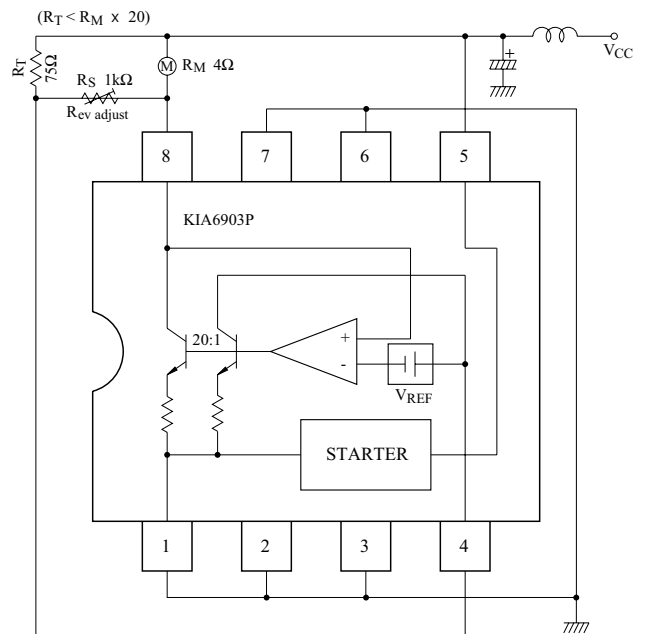 (RT < RM x 20)
RT
75Ω
RS 1kΩ
Rev adjust
M
RM 4Ω
+
VCC
8
7
6
5
KIA6903P
20:1
+
-
VREF
STARTER
1
2
3
4